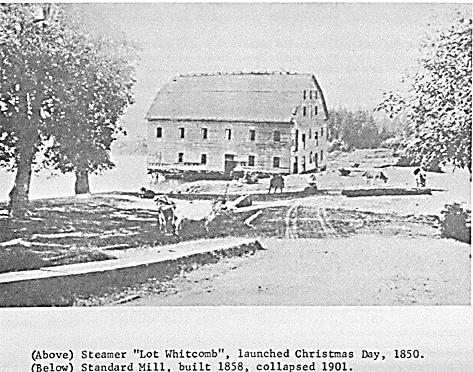 (Above) Steamer "Lot Whitcomb", launched Christmas Day, 1850.
(Below) Standard Mill, built 1858, collapsed 1901.